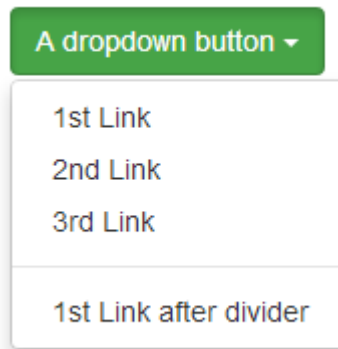 A dropdown button
1st Link
2nd Link
3rd Link
1st Link after divider